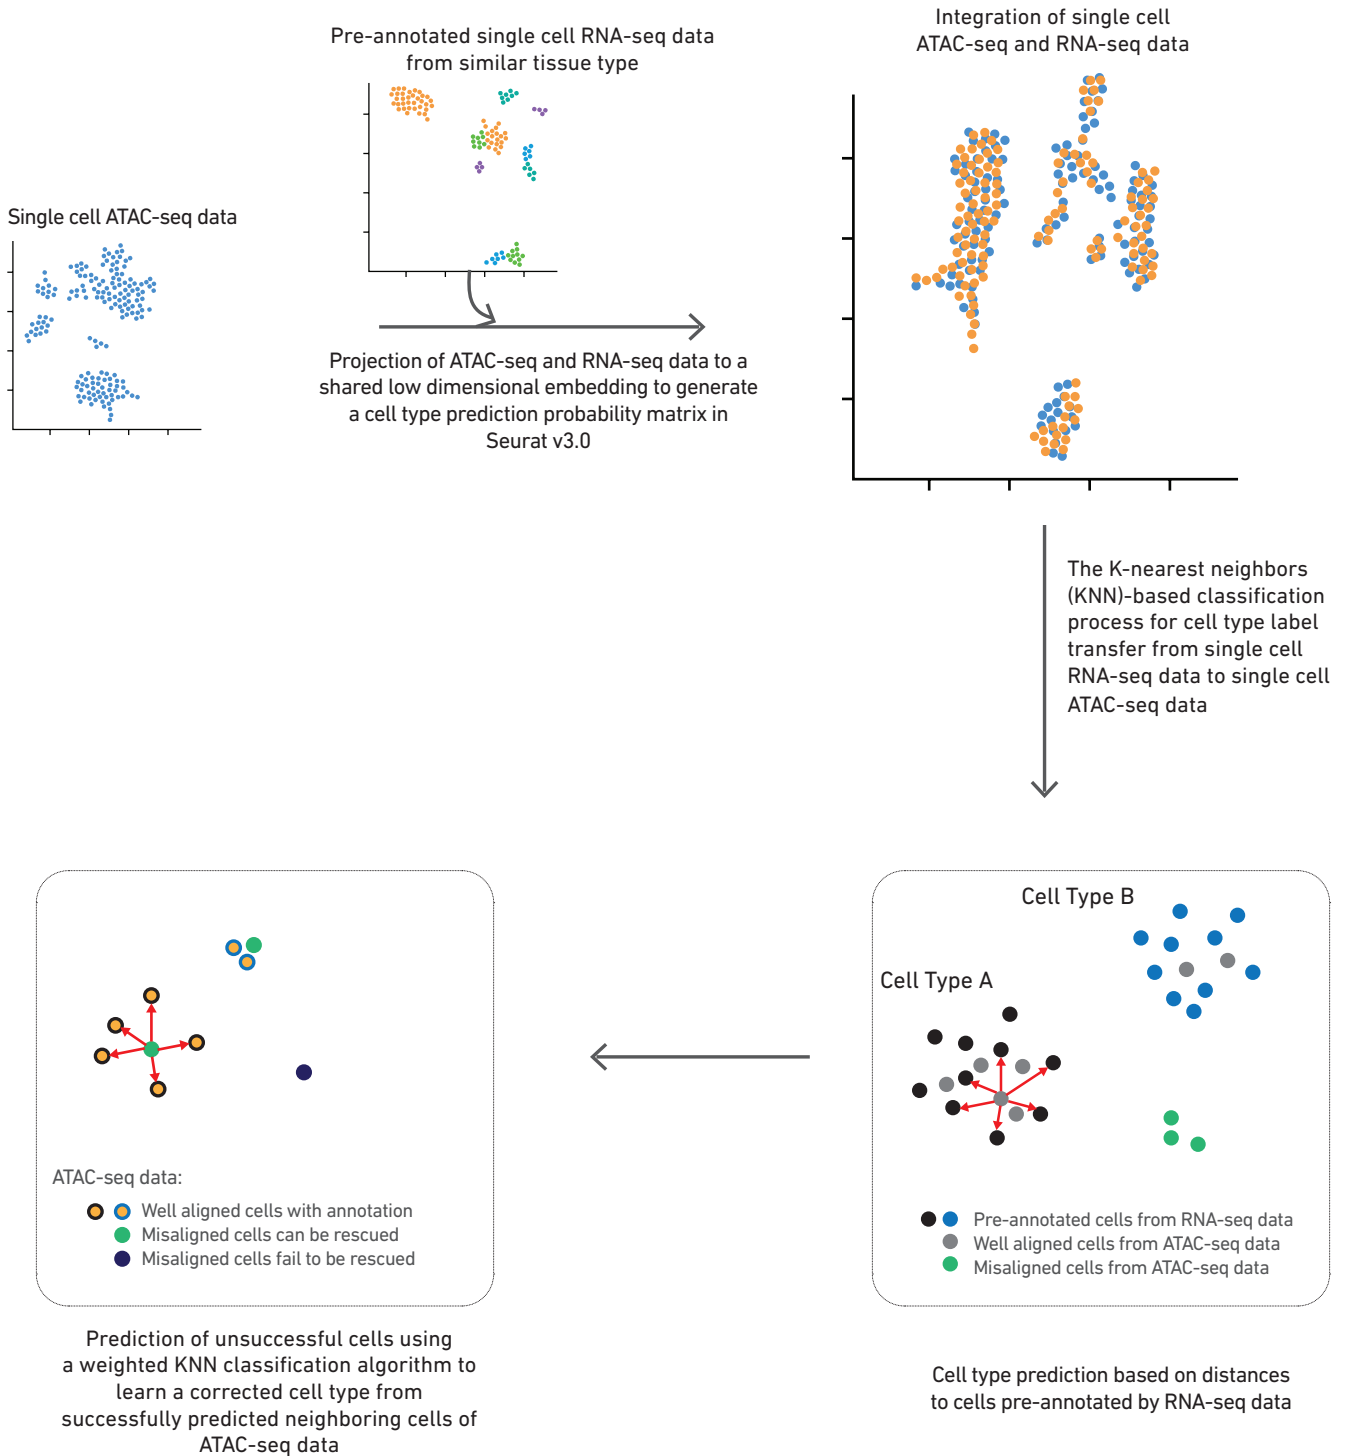 Single cell ATAC-seq data
Pre-annotated single cell RNA-seq data
from similar tissue type
Projection of ATAC-seq and RNA-seq data to a
shared low dimensional embedding to generate
a cell type prediction probability matrix in
Seurat v3.0
Integration of single cell
ATAC-seq and RNA-seq data
The K-nearest neighbors
(KNN)-based classification
process for cell type label
transfer from single cell
RNA-seq data to single cell
ATAC-seq data
Cell Type B
Cell Type A
Pre-annotated cells from RNA-seq data
Well aligned cells from ATAC-seq data
Misaligned cells from ATAC-seq data
Cell type prediction based on distances
to cells pre-annotated by RNA-seq data
ATAC-seq data:
Well aligned cells with annotation
Misaligned cells can be rescued
Misaligned cells fail to be rescued
Prediction of unsuccessful cells using
a weighted KNN classification algorithm to
learn a corrected cell type from
successfully predicted neighboring cells of
ATAC-seq data